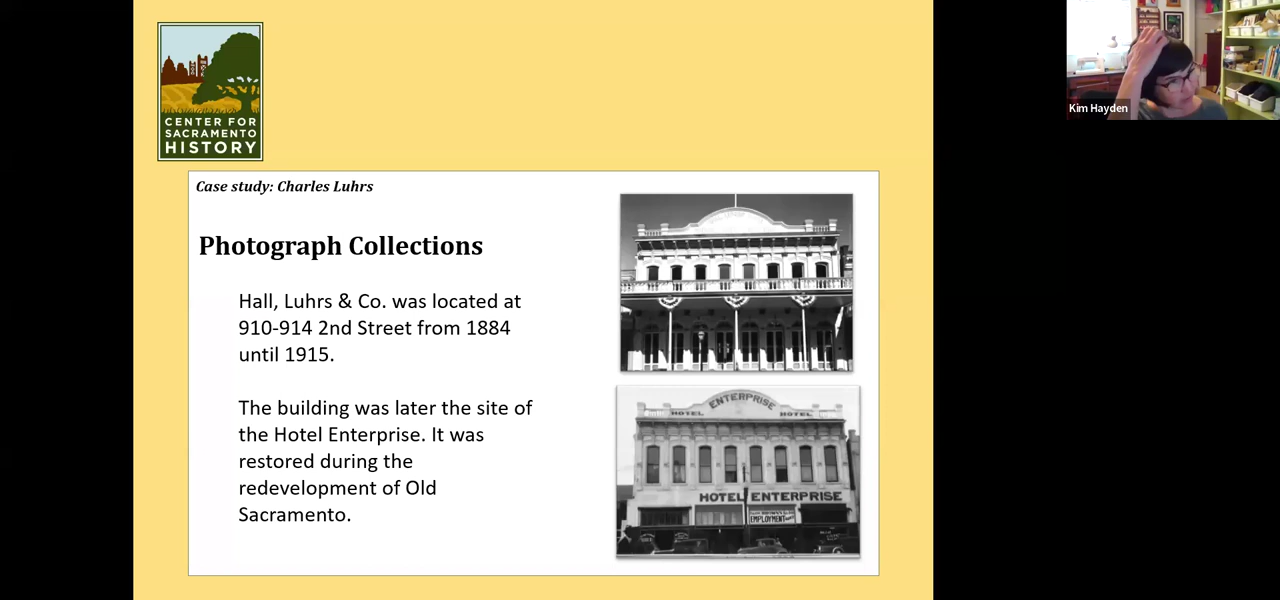 CENTER FOR
SACRAMENTO
HISTORY
Kim Hayden
Case study: Charles Luhrs
Photograph Collections
Hall, Luhrs & Co. was located at
910-914 2nd Street from 1884
until 1915.
The building was later the site of
the Hotel Enterprise. It was
restored during the
redevelopment of Old
Sacramento.
ENTERPRISE
HOTEL HOTEL
HOTEL ENTERPRISE
EMPLOYMENT